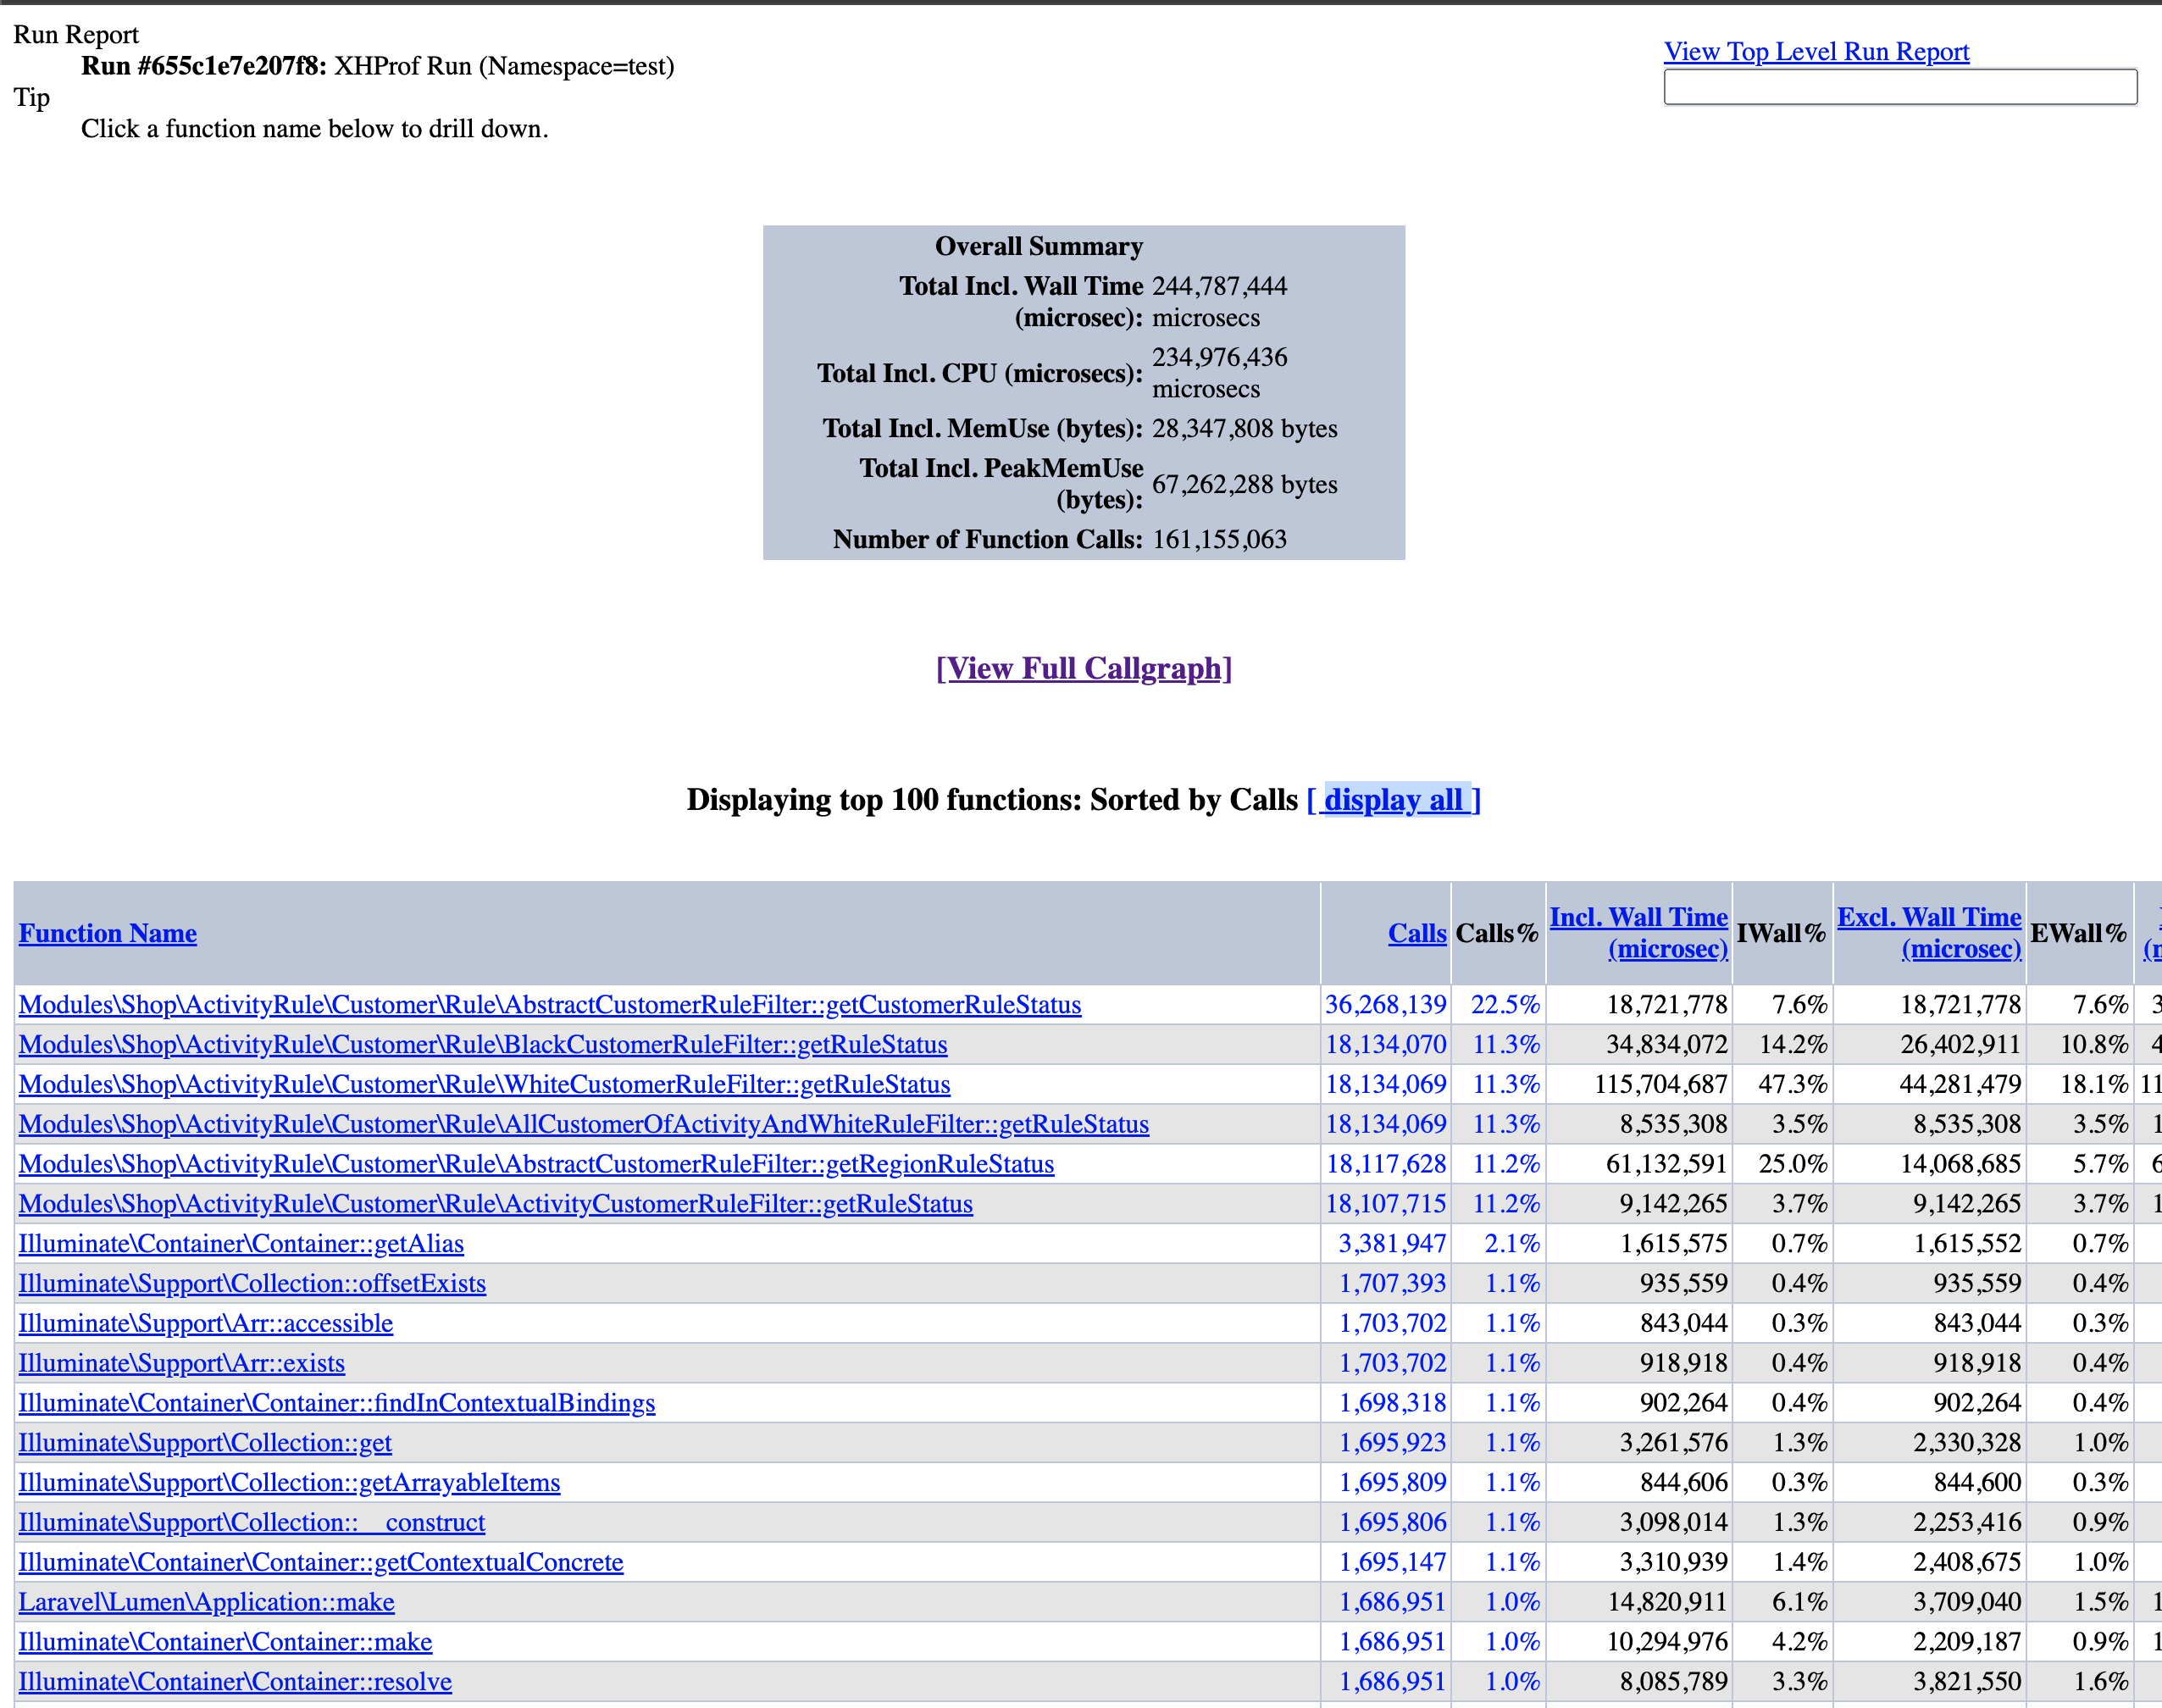 Run Report
Run #655c1e7e207f8: XHProf Run (Namespace=test)
Tip
Click a function name below to drill down.
View Top Level Run Report
Overall Summary
Total Incl. Wall Time (microsec): 244,787,444 microsecs
Total Incl. CPU (microsecs): 234,976,436 microsecs
Total Incl. MemUse (bytes): 28,347,808 bytes
Total Incl. PeakMemUse (bytes): 67,262,288 bytes
Number of Function Calls: 161,155,063
[View Full Callgraph]
Displaying top 100 functions: Sorted by Calls [ display all ]
Function Name Calls Calls% Incl. Wall Time (microsec) IWall% Excl. Wall Time (microsec) EWall%
Modules\Shop\ActivityRule\Customer\Rule\AbstractCustomerRuleFilter::getCustomerRuleStatus 36,268,139 22.5% 18,721,778 7.6% 18,721,778 7.6% 3
Modules\Shop\ActivityRule\Customer\Rule\BlackCustomerRuleFilter::getRuleStatus 18,134,070 11.3% 34,834,072 14.2% 26,402,911 10.8% 4
Modules\Shop\ActivityRule\Customer\Rule\WhiteCustomerRuleFilter::getRuleStatus 18,134,069 11.3% 115,704,687 47.3% 44,281,479 18.1% 11
Modules\Shop\ActivityRule\Customer\Rule\AllCustomerOfActivityAndWhiteRuleFilter::getRuleStatus 18,134,069 11.3% 8,535,308 3.5% 8,535,308 3.5% 1
Modules\Shop\ActivityRule\Customer\Rule\AbstractCustomerRuleFilter::getRegionRuleStatus 18,117,628 11.2% 61,132,591 25.0% 14,068,685 5.7% 6
Modules\Shop\ActivityRule\Customer\Rule\ActivityCustomerRuleFilter::getRuleStatus 18,107,715 11.2% 9,142,265 3.7% 9,142,265 3.7% 1
Illuminate\Container\Container::getAlias 3,381,947 2.1% 1,615,575 0.7% 1,615,552 0.7%
Illuminate\Support\Collection::offsetExists 1,707,393 1.1% 935,559 0.4% 935,559 0.4%
Illuminate\Support\Arr::accessible 1,703,702 1.1% 843,044 0.3% 843,044 0.3%
Illuminate\Support\Arr::exists 1,703,702 1.1% 918,918 0.4% 918,918 0.4%
Illuminate\Container\Container::findInContextualBindings 1,698,318 1.1% 902,264 0.4% 902,264 0.4%
Illuminate\Support\Collection::get 1,695,923 1.1% 3,261,576 1.3% 2,330,328 1.0%
Illuminate\Support\Collection::getArrayableItems 1,695,809 1.1% 844,606 0.3% 844,600 0.3%
Illuminate\Support\Collection::__construct 1,695,806 1.1% 3,098,014 1.3% 2,253,416 0.9%
Illuminate\Container\Container::getContextualConcrete 1,695,147 1.1% 3,310,939 1.4% 2,408,675 1.0%
Laravel\Lumen\Application::make 1,686,951 1.0% 14,820,911 6.1% 3,709,040 1.5% 1
Illuminate\Container\Container::make 1,686,951 1.0% 10,294,976 4.2% 2,209,187 0.9% 1
Illuminate\Container\Container::resolve 1,686,951 1.0% 8,085,789 3.3% 3,821,550 1.6%